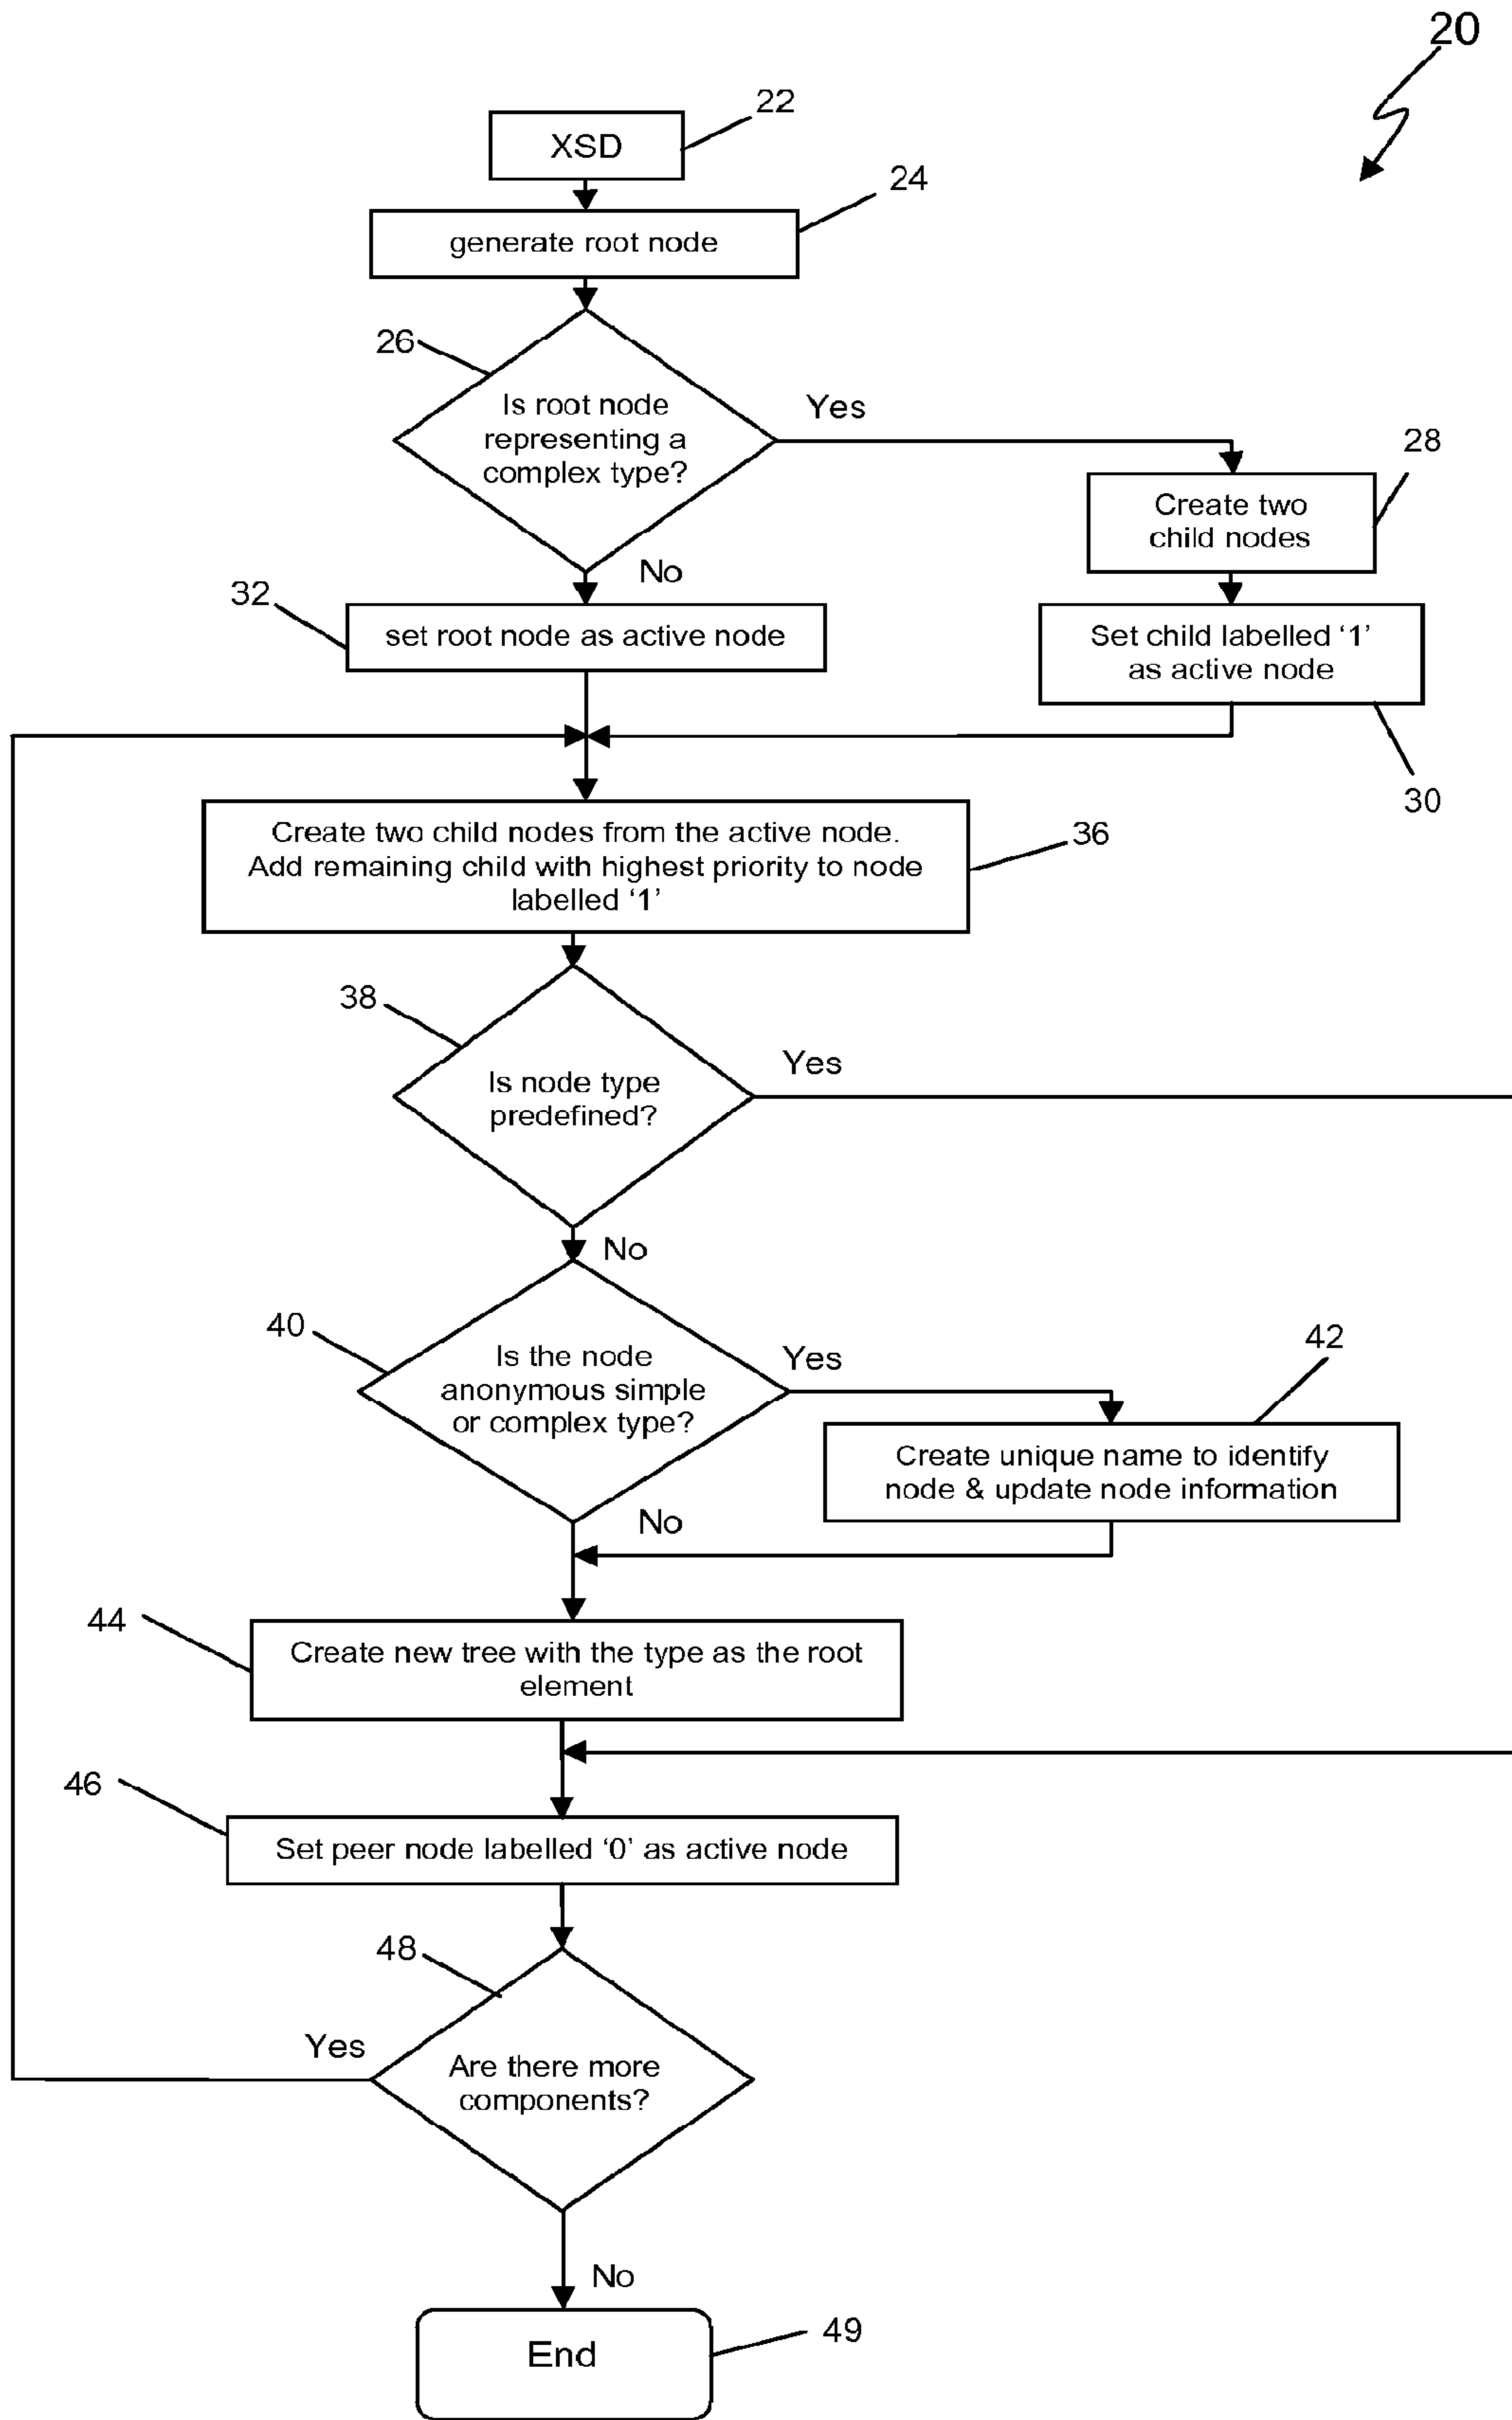 20
22
XSD
24
generate root node
26
Is root node
representing a
complex type?
Yes
28
Create two
child nodes
No
32
set root node as active node
Set child labelled ‘1’
as active node
30
Create two child nodes from the active node.
Add remaining child with highest priority to node
labelled ‘1’
36
38
Is node type
predefined?
Yes
No
40
Is the node
anonymous simple
or complex type?
Yes
42
Create unique name to identify
node & update node information
No
44
Create new tree with the type as the root
element
46
Set peer node labelled ‘0’ as active node
48
Yes
Are there more
components?
No
End
49